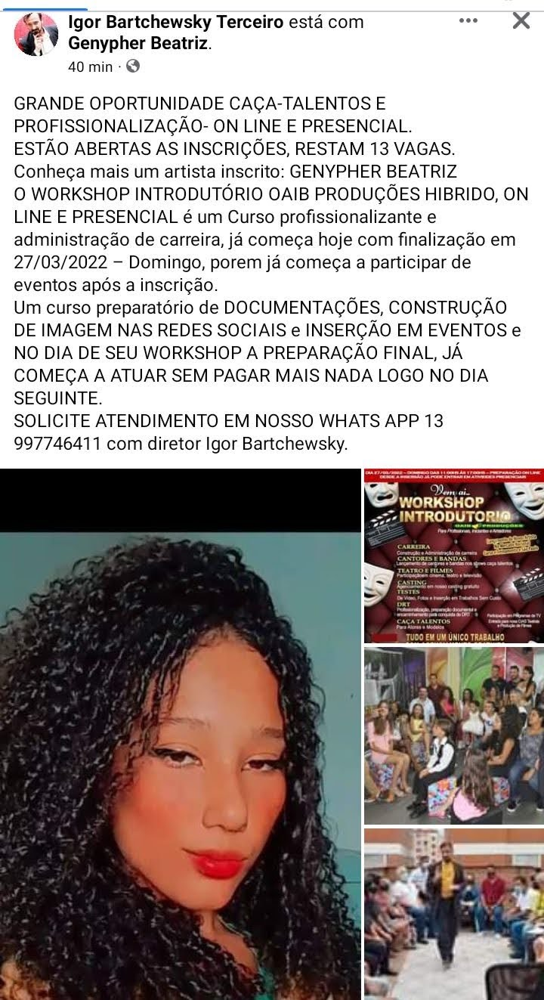 Igor Bartchewsky Terceiro está com
Genypher Beatriz.
40 min ·
GRANDE OPORTUNIDADE CAÇA-TALENTOS E
PROFISSIONALIZAÇÃO- ON LINE E PRESENCIAL.
ESTÃO ABERTAS AS INSCRIÇÕES, RESTAM 13 VAGAS.
Conheça mais um artista inscrito: GENYPHER BEATRIZ
O WORKSHOP INTRODUTÓRIO OAIB PRODUÇÕES HIBRIDO, ON
LINE E PRESENCIAL é um Curso profissionalizante e
administração de carreira, já começa hoje com finalização em
27/03/2022 – Domingo, porem já começa a participar de
eventos após a inscrição.
Um curso preparatório de DOCUMENTAÇÕES, CONSTRUÇÃO
DE IMAGEM NAS REDES SOCIAIS e INSERÇÃO EM EVENTOS e
NO DIA DE SEU WORKSHOP A PREPARAÇÃO FINAL, JÁ
COMEÇA A ATUAR SEM PAGAR MAIS NADA LOGO NO DIA
SEGUINTE.
SOLICITE ATENDIMENTO EM NOSSO WHATS APP 13
997746411 com diretor Igor Bartchewsky.
DIA 27/03/2022 – DOMINGO DAS 11:00HS ÀS 17:00HS – PREPARAÇÃO ON LINE
DESDE A INSERSÃO JÁ PODE ENTRAR EM ATIVIDADES PRESENCIAIS
Vem ai...
WORKSHOP
INTRODUTORIO
OAIB PRODUÇÕES
Para Profissionais, Iniciantes e Amadores
CARREIRA
Construção e Administração de carreira
CANTORES E BANDAS
Lançamento de cantores e bandas nos shows caça talentos
TEATRO E FILMES
Participação em cinema, teatro e televisão
CASTING
Agenciamento em nosso casting gratuito
TESTES
De Video, Fotos e Inserção em Trabalhos Sem Custo
DRT
Profissionalização, preparação documental e
encaminhamento para conquista do DRT
Participação em Programas de TV
CAÇA TALENTOS
Para Atores e Modelos
TUDO EM UM ÚNICO TRABALHO